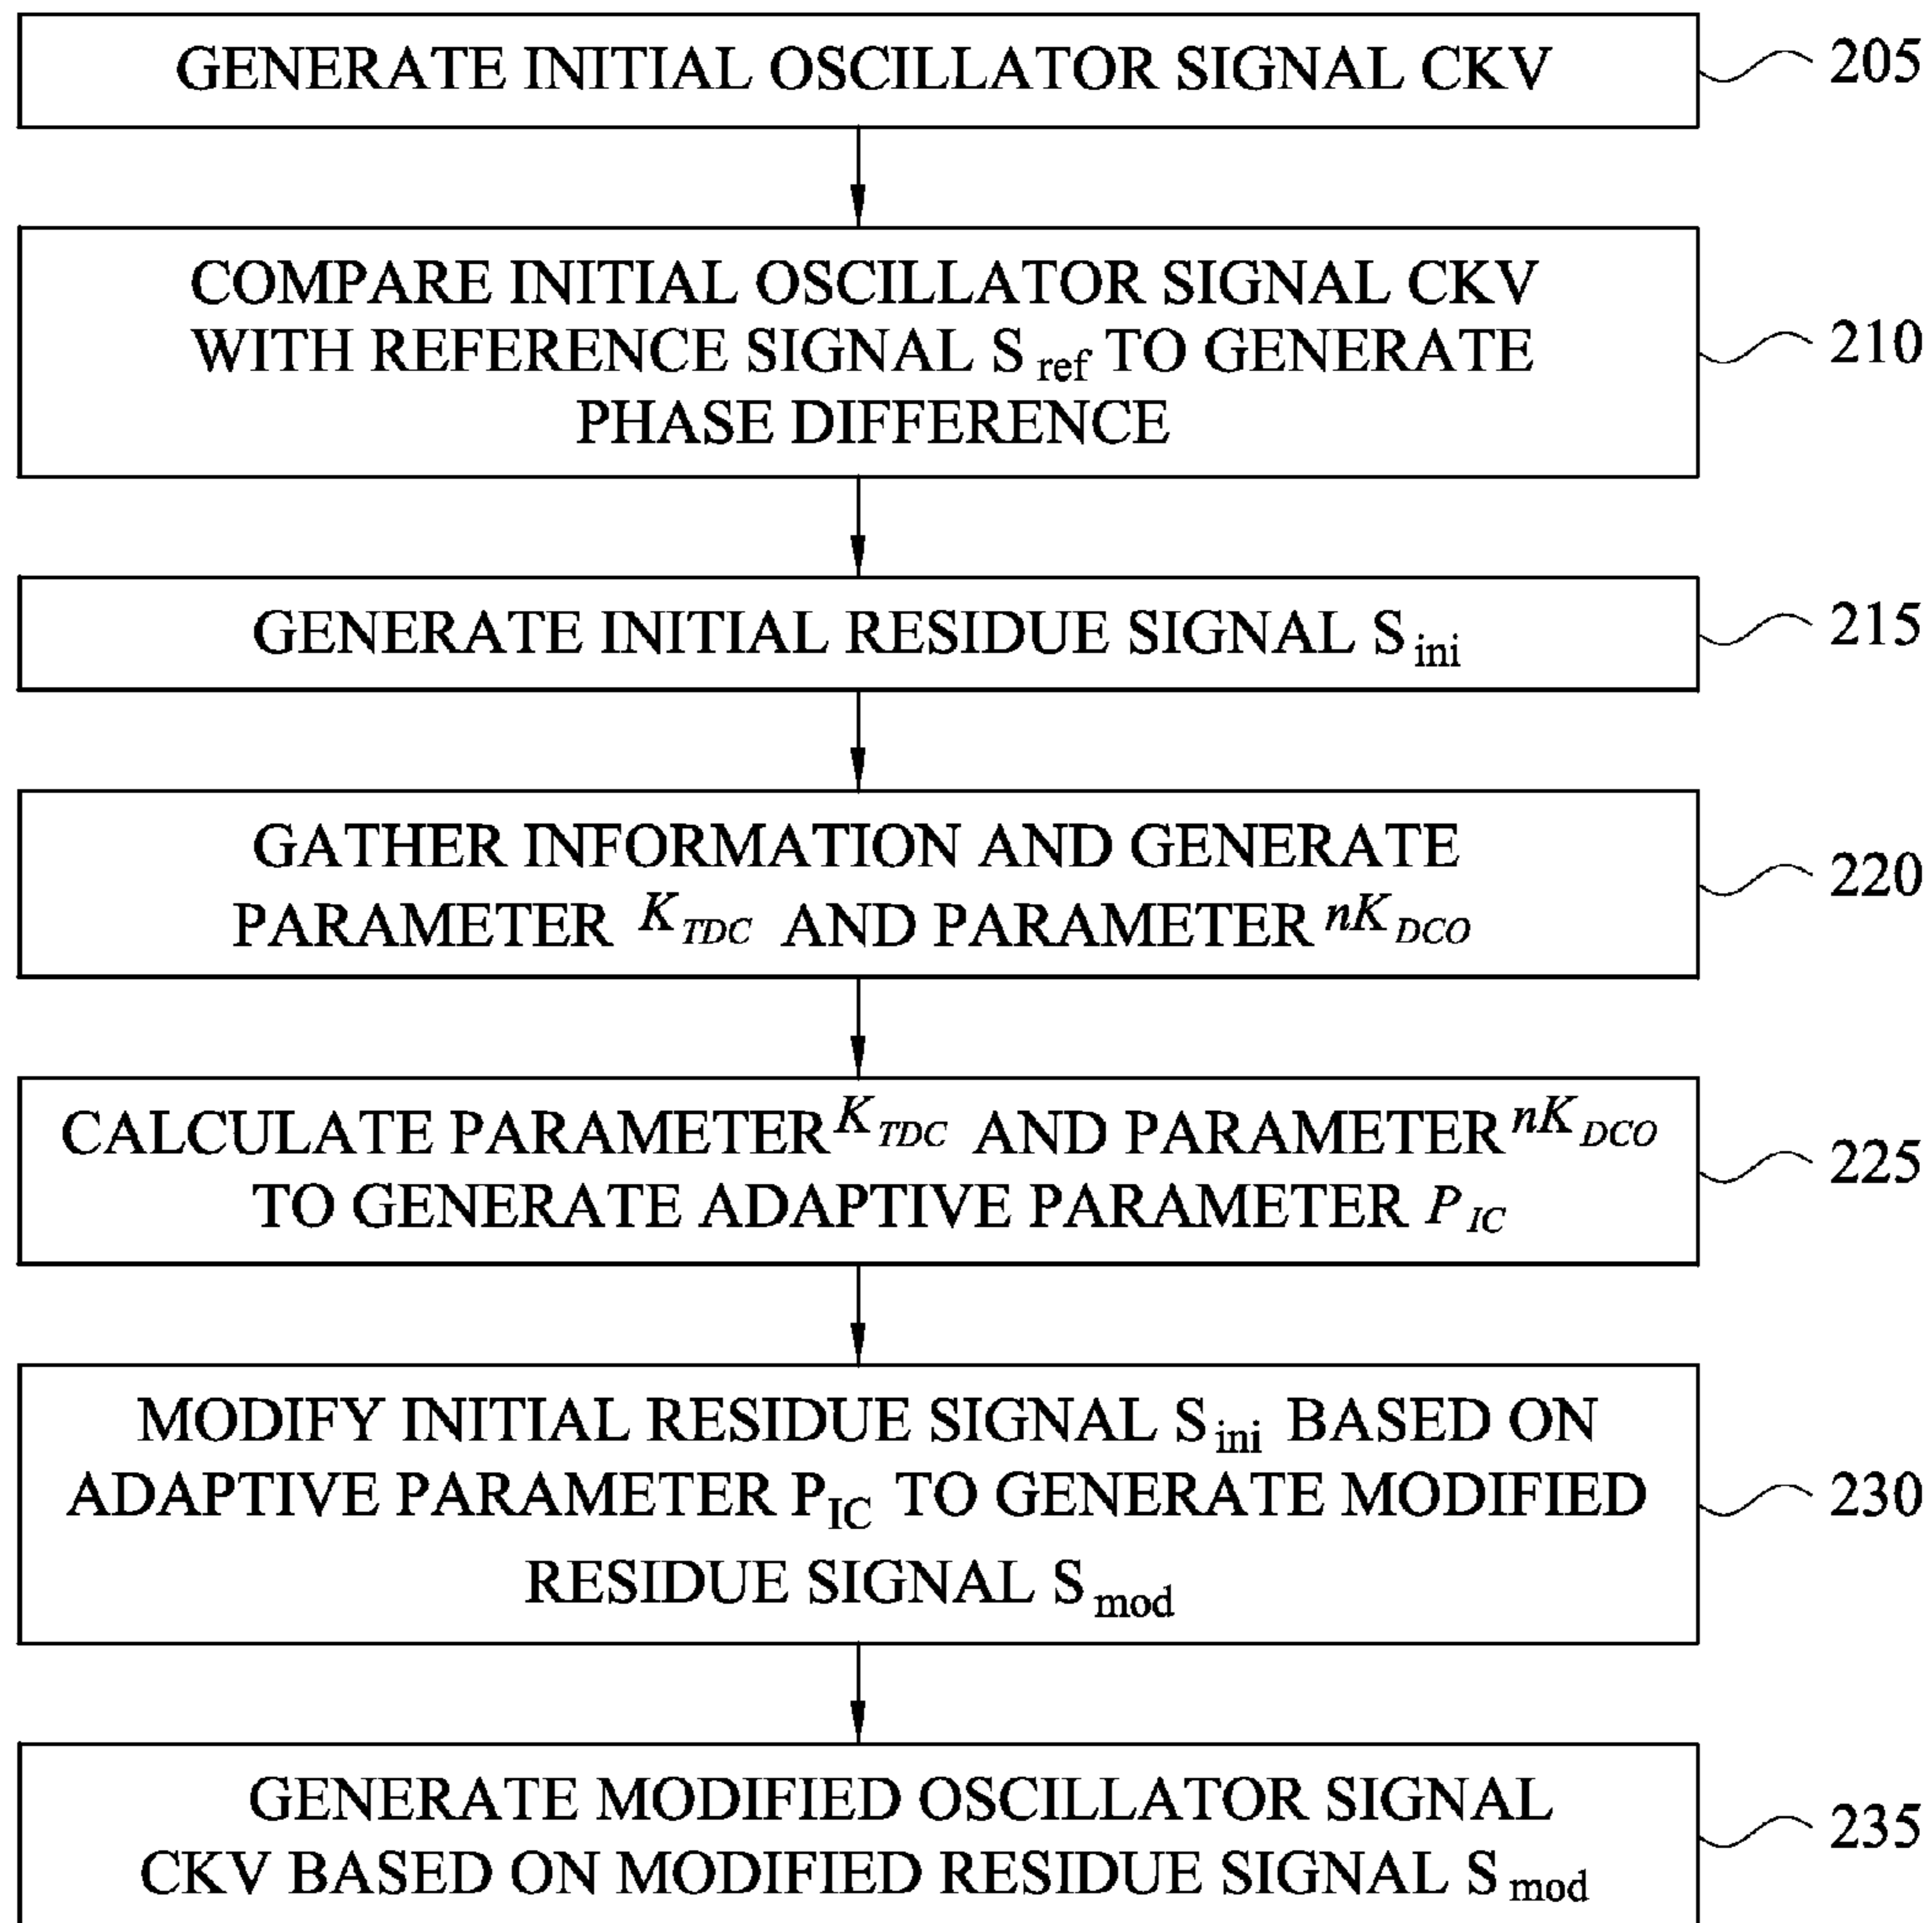 GENERATE INITIAL OSCILLATOR SIGNAL CKV
205
COMPARE INITIAL OSCILLATOR SIGNAL CKV
WITH REFERENCE SIGNAL S ref TO GENERATE
PHASE DIFFERENCE
210
GENERATE INITIAL RESIDUE SIGNAL S ini
215
GATHER INFORMATION AND GENERATE
PARAMETER K TDC AND PARAMETER nK DCO
220
CALCULATE PARAMETER K TDC AND PARAMETER nK DCO
TO GENERATE ADAPTIVE PARAMETER P IC
225
MODIFY INITIAL RESIDUE SIGNAL S ini BASED ON
ADAPTIVE PARAMETER P IC TO GENERATE MODIFIED
RESIDUE SIGNAL S mod
230
GENERATE MODIFIED OSCILLATOR SIGNAL
CKV BASED ON MODIFIED RESIDUE SIGNAL S mod
235